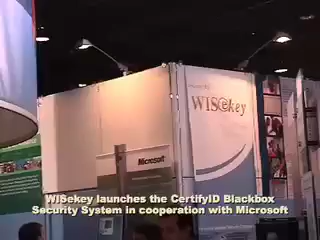 WISekey
Microsoft
WISekey launches the CertifyID Blackbox
Security System in cooperation with Microsoft